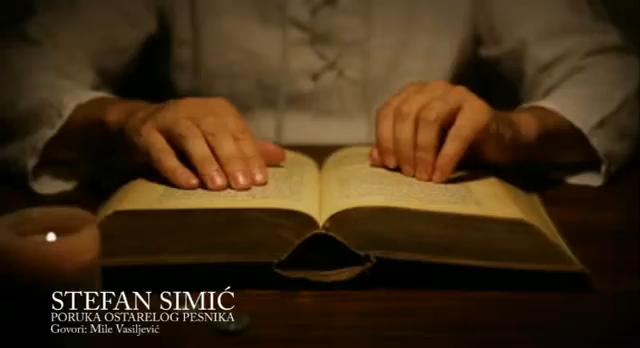 STEFAN SIMIĆ
PORUKA OSTARELOG PESNIKA
Govori: Mile Vasiljević